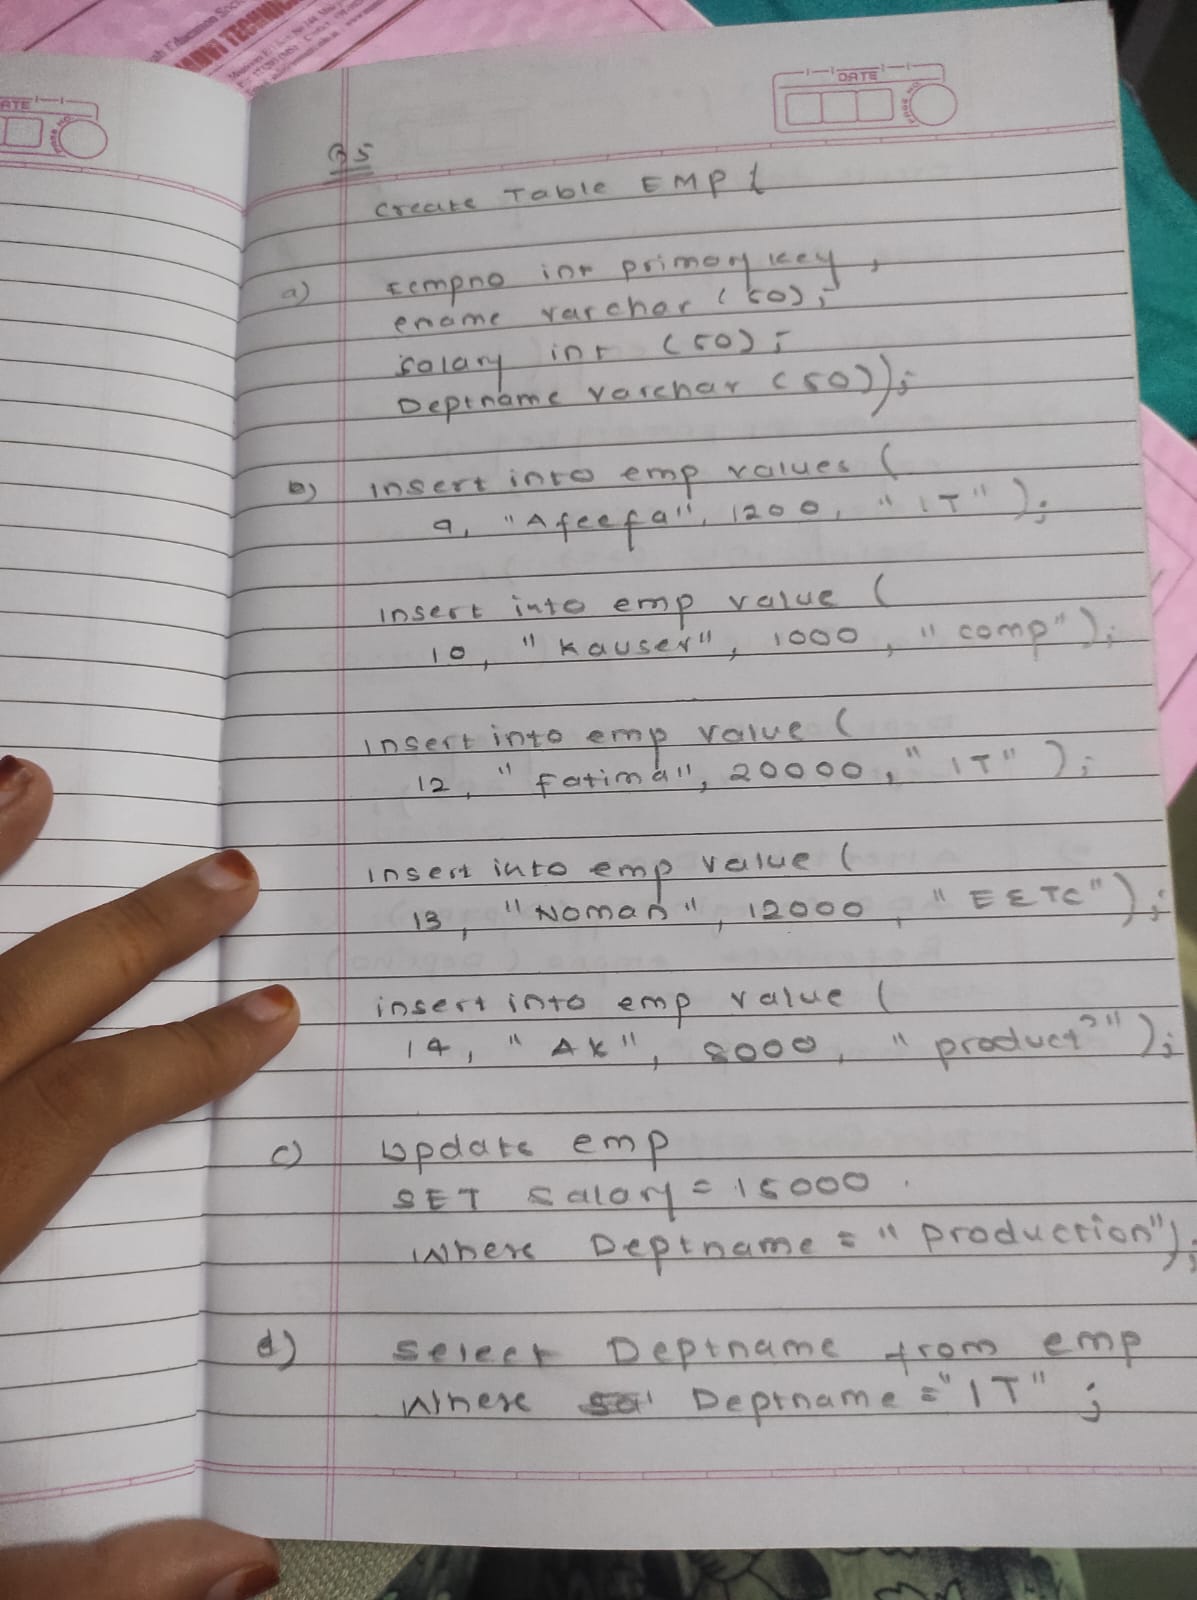 DATE
Q5
Create Table EMP {
a) Eempno int primary key,
ename varchar (50);
salary int (50);
Deptname varchar (50));
b) insert into emp values (
9, "Afeefa", 1200, "IT");
insert into emp value (
10, "Kauser", 1000, "comp");
insert into emp value (
12, "fatima", 20000, "IT");
insert into emp value (
13, "Noman", 12000, "EETC");
insert into emp value (
14, "AK", 8000, "product");
c) Update emp
SET salary = 15000.
Where Deptname = "production");
d) select Deptname from emp
Where Deptname = "IT";